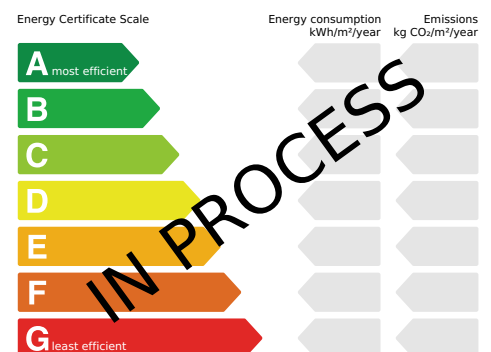 Energy Certificate Scale
Energy consumption
kWh/m²/year
Emissions
kg CO₂/m²/year
A most efficient
B
C
D
E
F
G least efficient
IN PROCESS